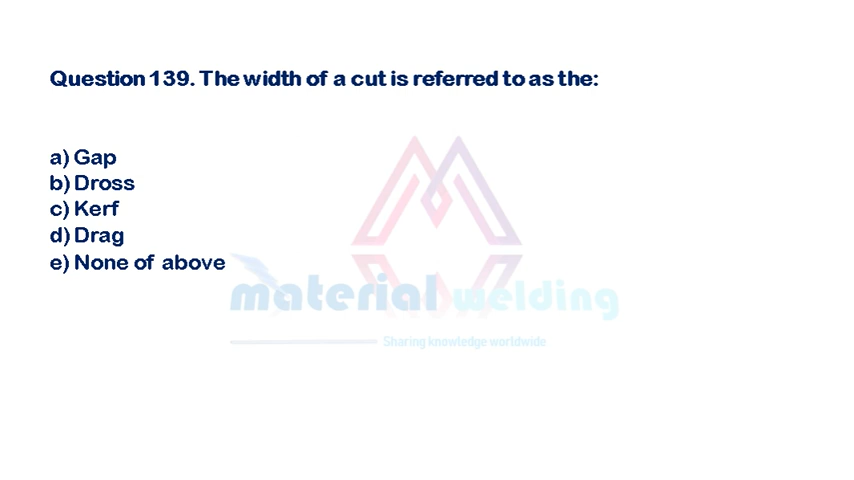 Question 139. The width of a cut is referred to as the:
a) Gap
b) Dross
c) Kerf
d) Drag
e) None of above
material welding
Sharing knowledge worldwide